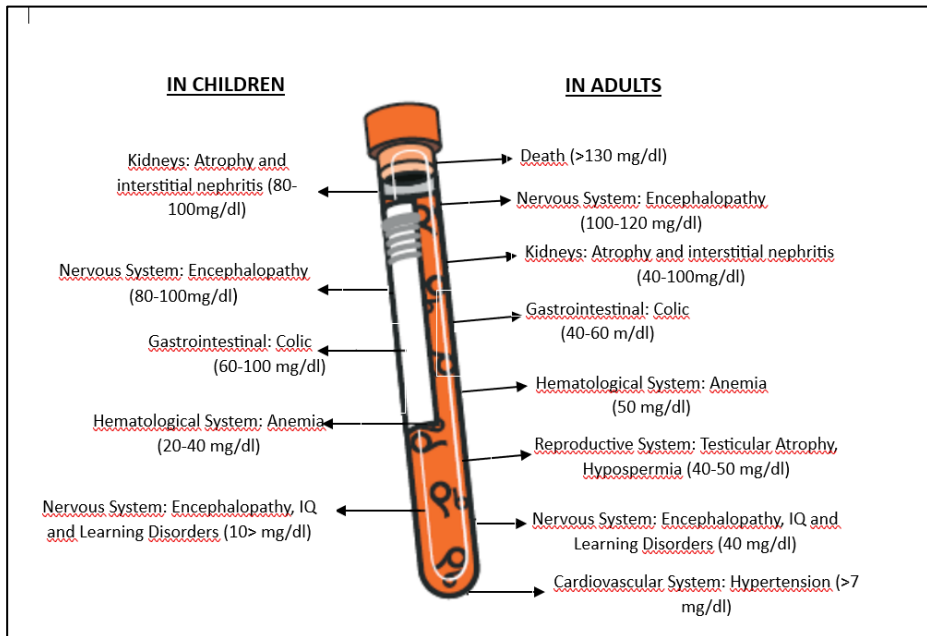 IN CHILDREN
Kidneys: Atrophy and
interstitial nephritis (80-
100mg/dl)
Nervous System: Encephalopathy
(80-100mg/dl)
Gastrointestinal: Colic
(60-100 mg/dl)
Hematological System: Anemia
(20-40 mg/dl)
Nervous System: Encephalopathy, IQ
and Learning Disorders (10> mg/dl)
IN ADULTS
Death (>130 mg/dl)
Nervous System: Encephalopathy
(100-120 mg/dl)
Kidneys: Atrophy and interstitial nephritis
(40-100mg/dl)
Gastrointestinal: Colic
(40-60 m/dl)
Hematological System: Anemia
(50 mg/dl)
Reproductive System: Testicular Atrophy,
Hypospermia (40-50 mg/dl)
Nervous System: Encephalopathy, IQ and
Learning Disorders (40 mg/dl)
Cardiovascular System: Hypertension (>7
mg/dl)